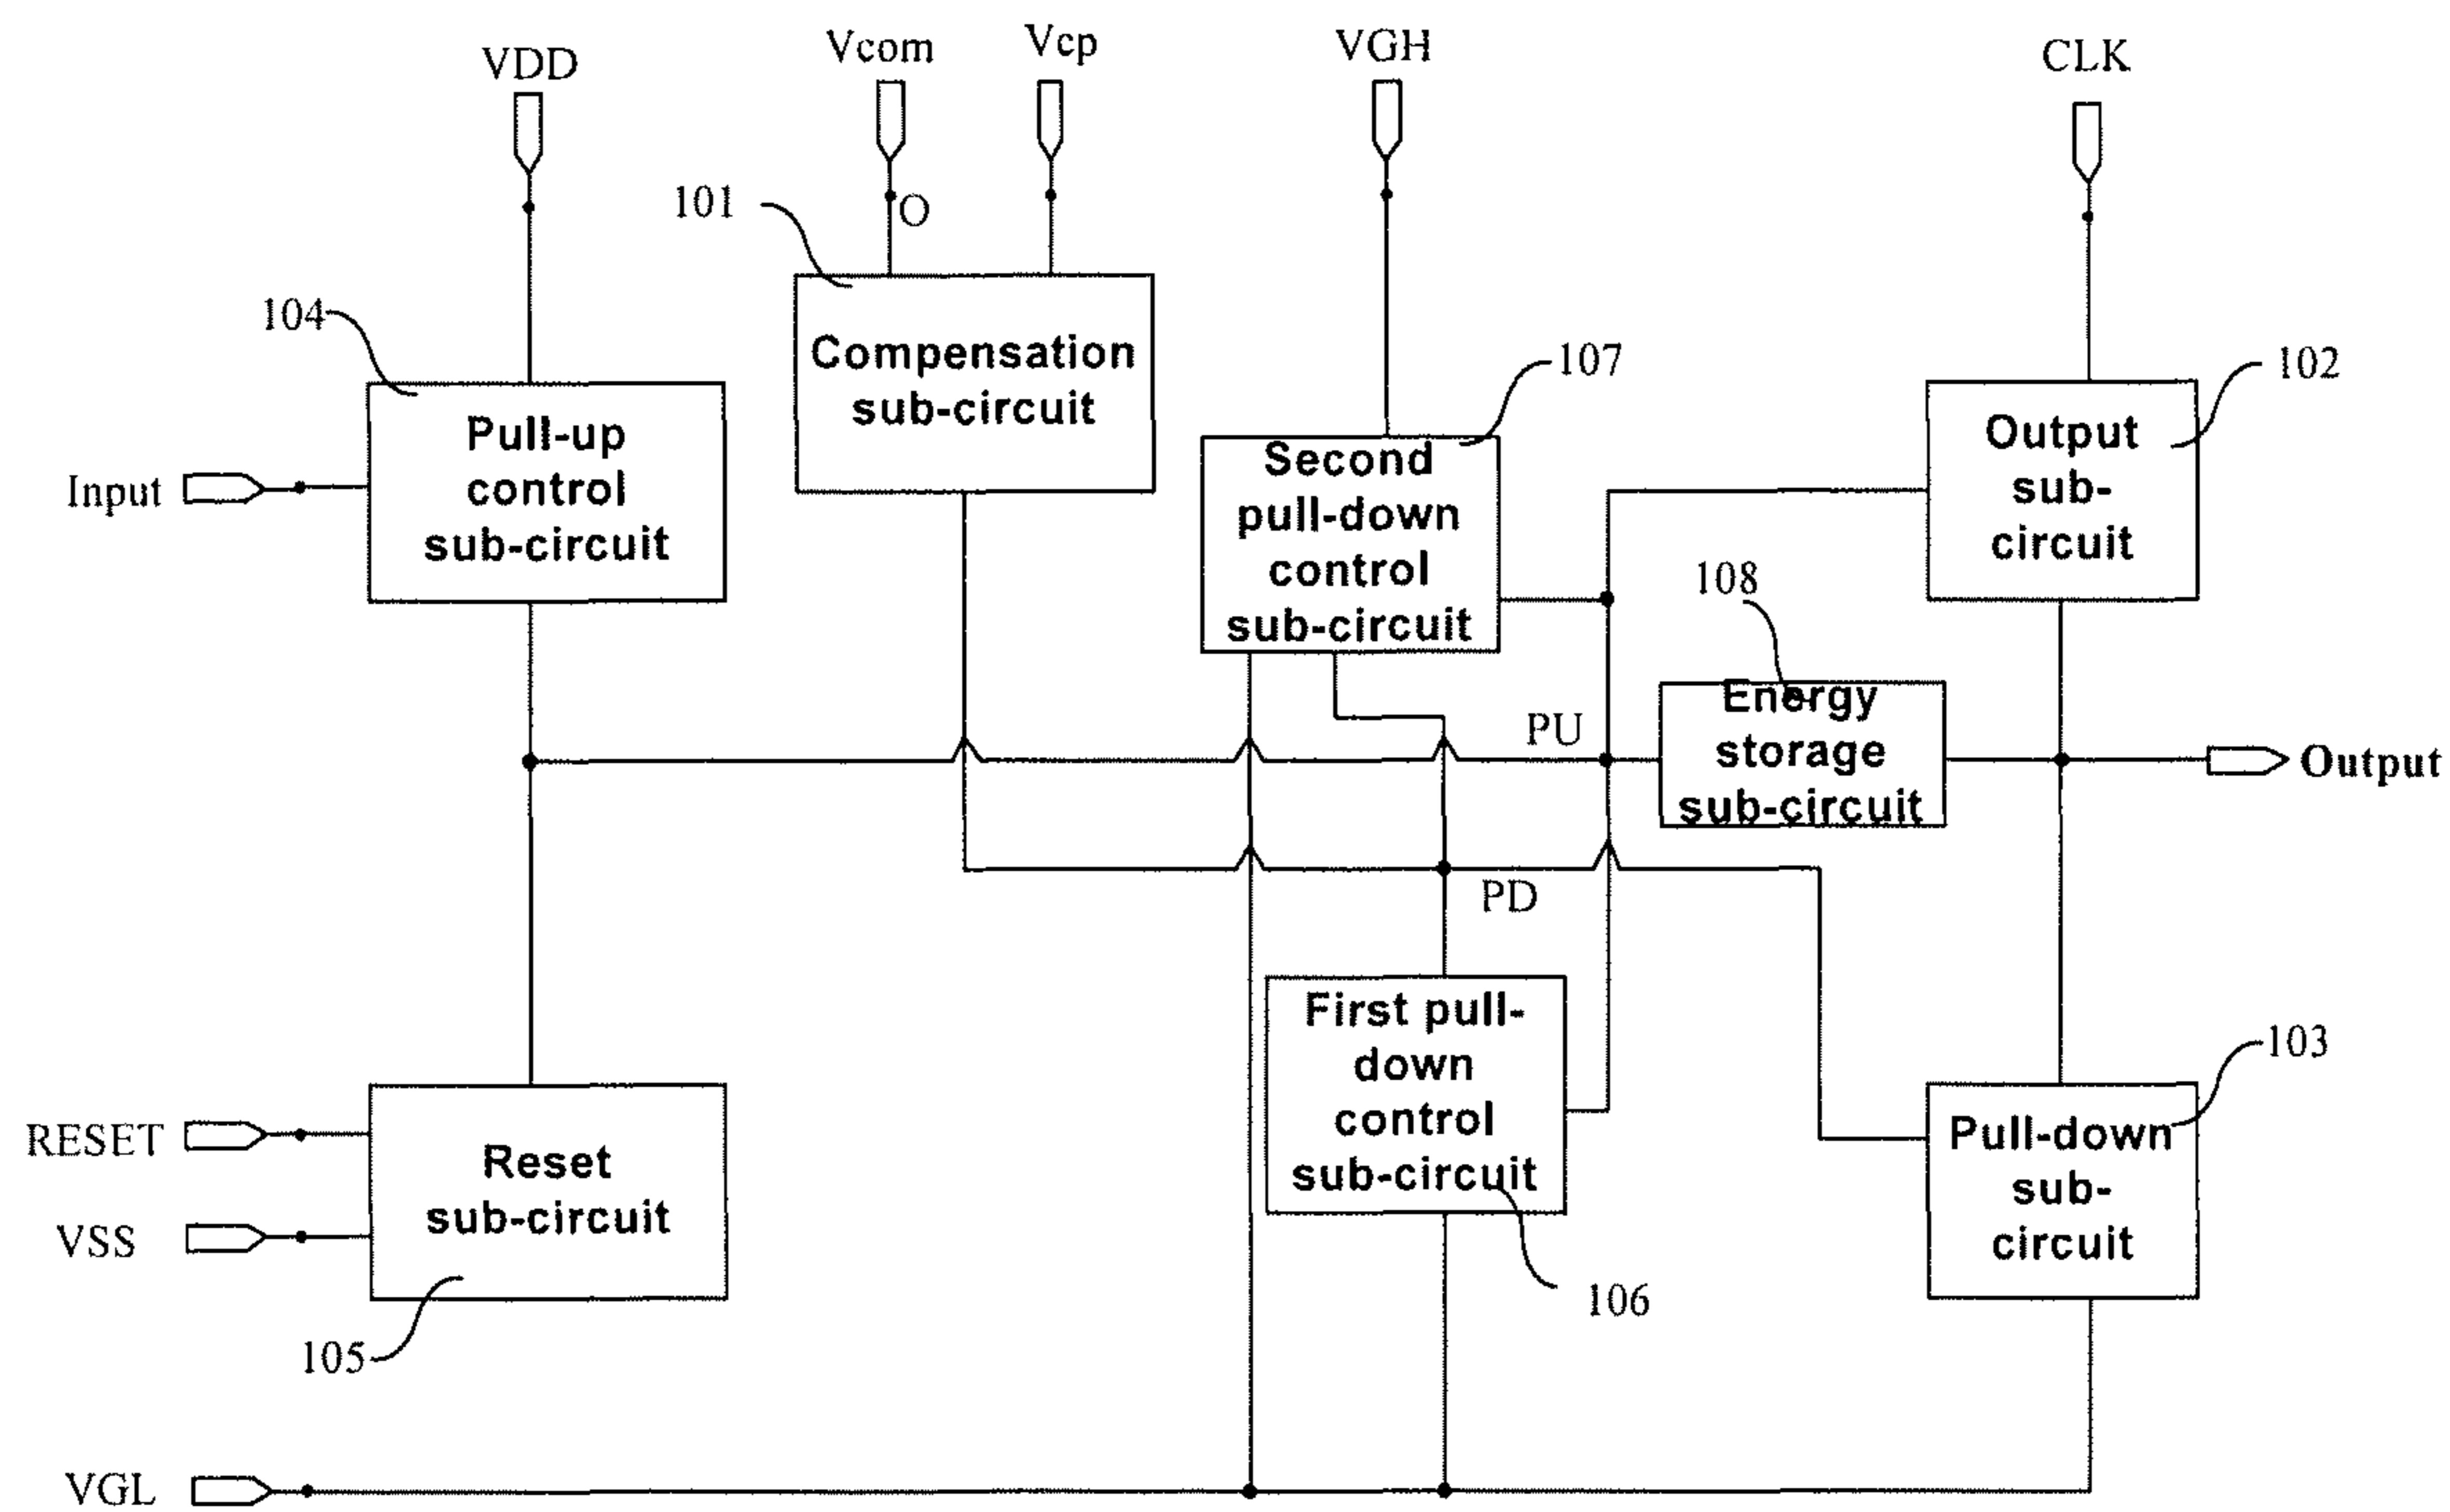 VDD
Vcom
Vcp
VGH
CLK
101
O
104
Compensation
sub-circuit
107
102
Pull-up
control
sub-circuit
Input
Second
pull-down
control
sub-circuit
Output
sub-
circuit
108
PU
Energy
storage
sub-circuit
Output
PD
First pull-
down
control
sub-circuit
103
RESET
VSS
Reset
sub-circuit
Pull-down
sub-
circuit
106
105
VGL